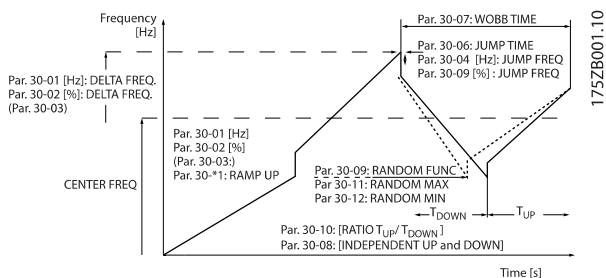 Frequency
[Hz]
Par. 30-07: WOBB TIME
Par. 30-06: JUMP TIME
Par. 30-04 [Hz]: JUMP FREQ
Par. 30-09 [%] : JUMP FREQ
175ZB001.10
Par. 30-01 [Hz]: DELTA FREQ.
Par. 30-02 [%]: DELTA FREQ.
(Par. 30-03)
Par. 30-01 [Hz]
Par. 30-02 [%]
(Par. 30-03:)
Par. 30-*1: RAMP UP
CENTER FREQ
Par. 30-09: RANDOM FUNC
Par 30-11: RANDOM MAX
Par 30-12: RANDOM MIN
TDOWN
TUP
Par. 30-10: [RATIO TUP/ TDOWN ]
Par. 30-08: [INDEPENDENT UP and DOWN]
Time [s]